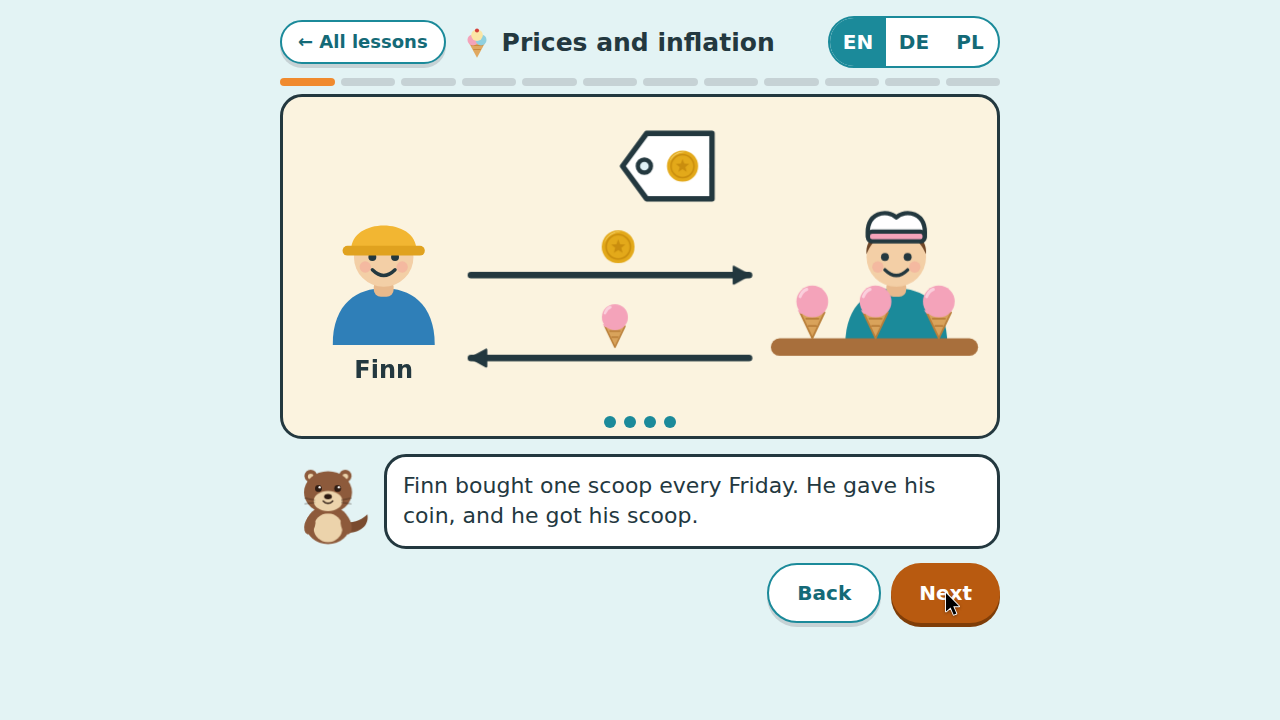 ← All lessons
Prices and inflation
EN DE PL
Finn
Finn bought one scoop every Friday. He gave his
coin, and he got his scoop.
Back
Next